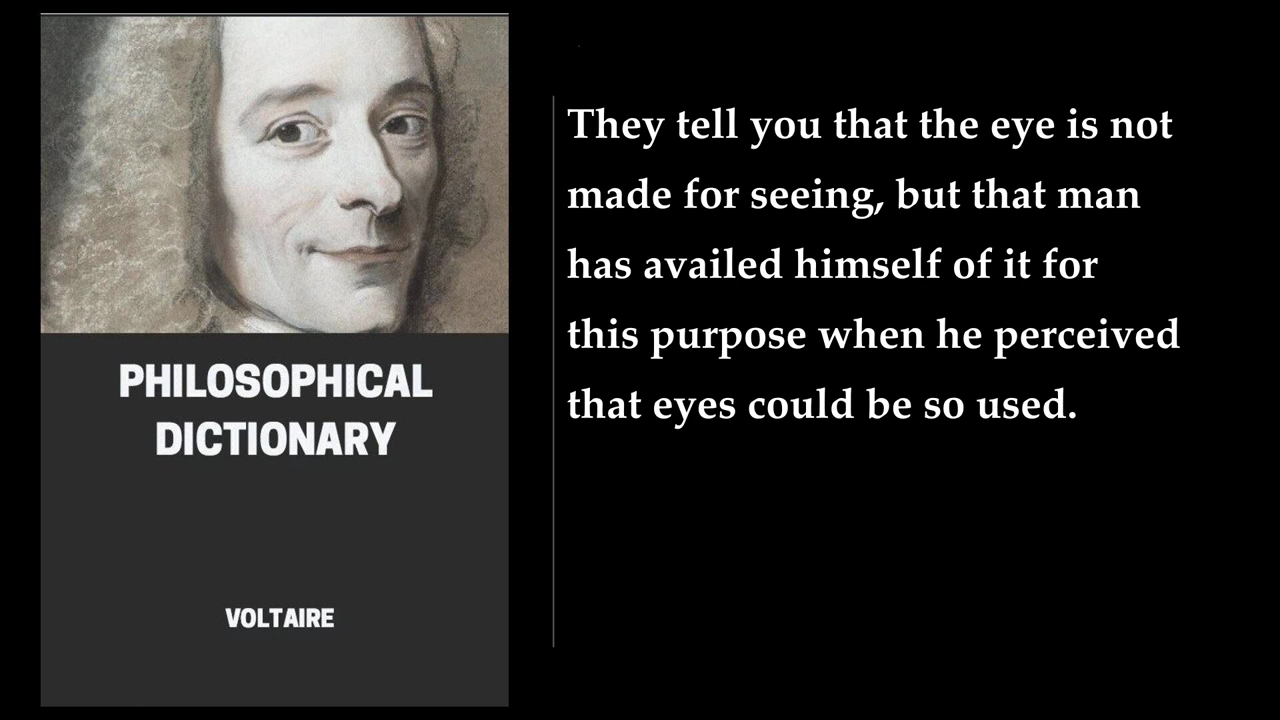 PHILOSOPHICAL
DICTIONARY
VOLTAIRE
They tell you that the eye is not
made for seeing, but that man
has availed himself of it for
this purpose when he perceived
that eyes could be so used.